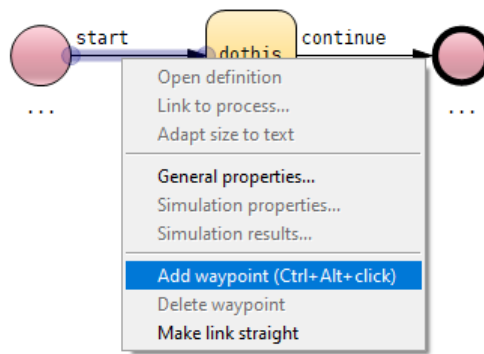 start
continue
dothis
...
...
Open definition
Link to process...
Adapt size to text
General properties...
Simulation properties...
Simulation results...
Add waypoint (Ctrl+Alt+click)
Delete waypoint
Make link straight